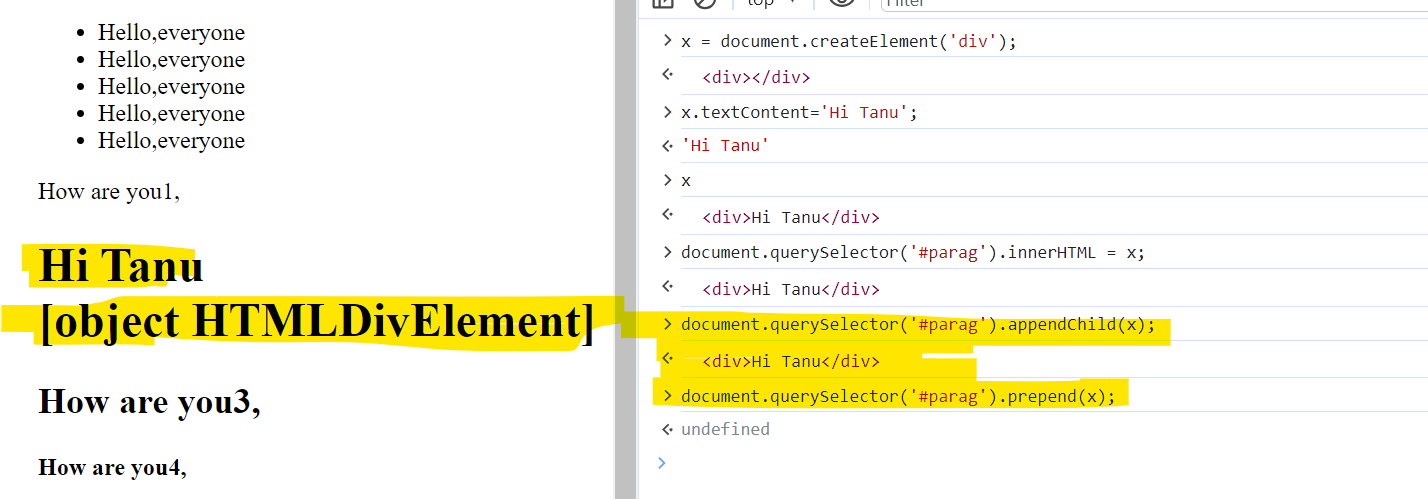 top
Filter
Hello,everyone
Hello,everyone
Hello,everyone
Hello,everyone
Hello,everyone
How are you1,
Hi Tanu
[object HTMLDivElement]
How are you3,
How are you4,
x = document.createElement('div');
<div></div>
x.textContent='Hi Tanu';
'Hi Tanu'
x
<div>Hi Tanu</div>
document.querySelector('#parag').innerHTML = x;
<div>Hi Tanu</div>
document.querySelector('#parag').appendChild(x);
<div>Hi Tanu</div>
document.querySelector('#parag').prepend(x);
undefined